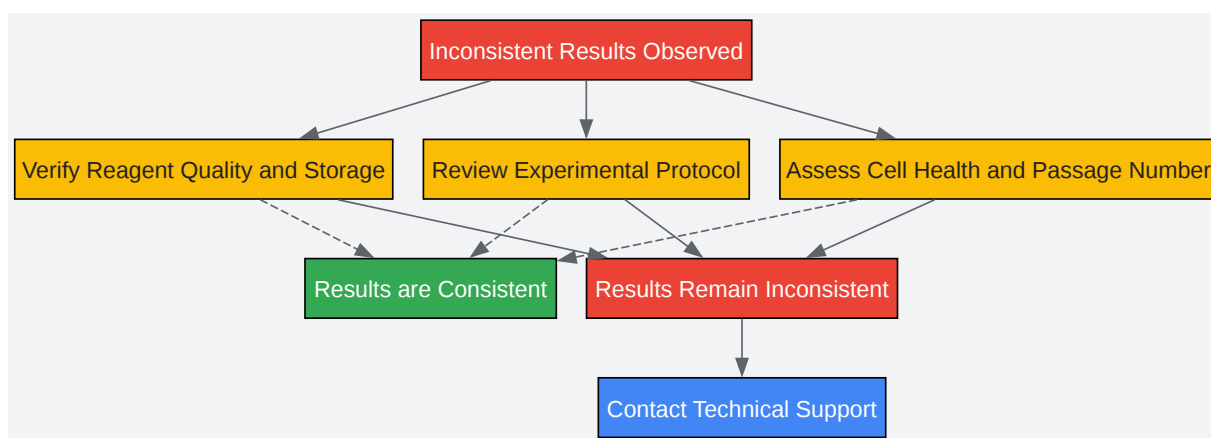 Inconsistent Results Observed
Verify Reagent Quality and Storage
Review Experimental Protocol
Assess Cell Health and Passage Number
Results are Consistent
Results Remain Inconsistent
Contact Technical Support